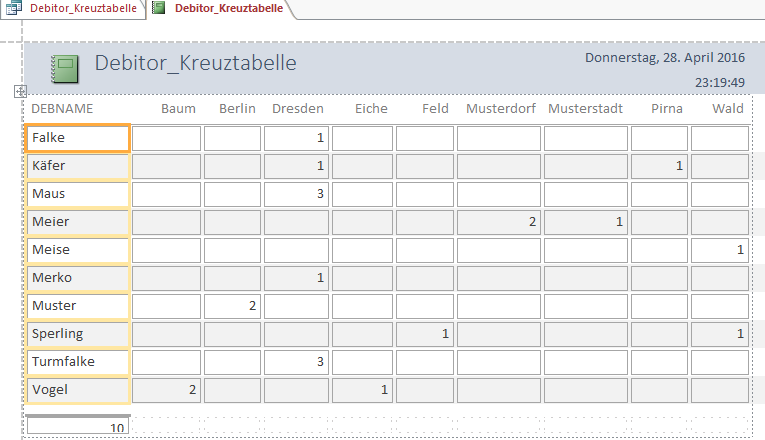 Debitor_Kreuztabelle Debitor_Kreuztabelle
Debitor_Kreuztabelle Donnerstag, 28. April 2016
23:19:49
DEBNAME Baum Berlin Dresden Eiche Feld Musterdorf Musterstadt Pirna Wald
Falke 1
Käfer 1 1
Maus 3
Meier 2 1
Meise 1
Merko 1
Muster 2
Sperling 1 1
Turmfalke 3
Vogel 2 1
10